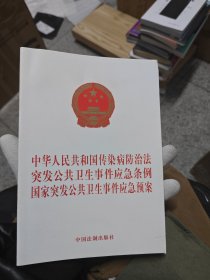 中华人民共和国传染病防治法
突发公共卫生事件应急条例
国家突发公共卫生事件应急预案
中国法制出版社